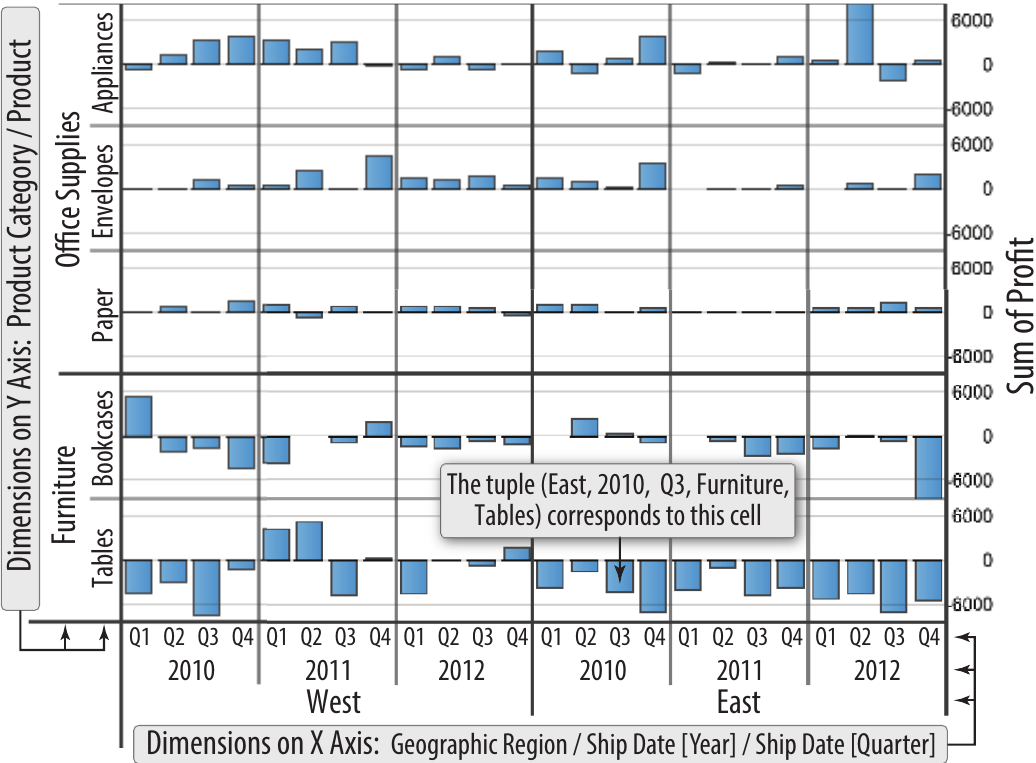 Dimensions on Y Axis: Product Category / Product
Office Supplies
Furniture
Appliances
Envelopes
Paper
Bookcases
Tables
6000
0
-6000
6000
0
-6000
6000
0
-6000
6000
0
-6000
6000
0
-6000
Sum of Profit
The tuple (East, 2010, Q3, Furniture,
Tables) corresponds to this cell
Q1 Q2 Q3 Q4 Q1 Q2 Q3 Q4 Q1 Q2 Q3 Q4 Q1 Q2 Q3 Q4 Q1 Q2 Q3 Q4 Q1 Q2 Q3 Q4
2010 2011 2012 2010 2011 2012
West East
Dimensions on X Axis: Geographic Region / Ship Date [Year] / Ship Date [Quarter]